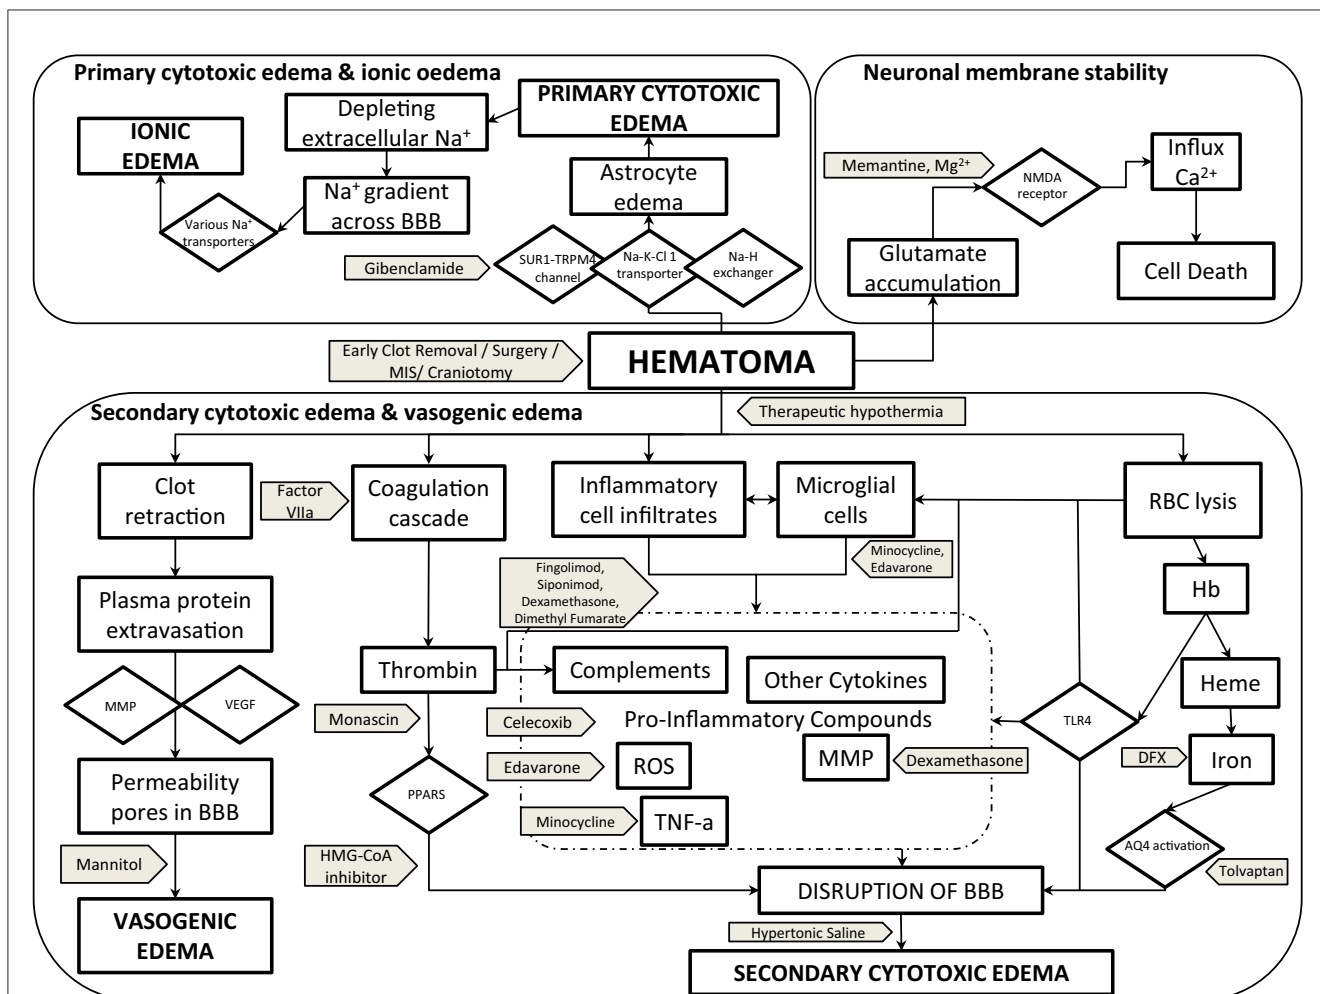 Primary cytotoxic edema & ionic oedema
IONIC
EDEMA
Depleting
extracellular Na⁺
PRIMARY CYTOTOXIC
EDEMA
Various Na⁺
transporters
Na⁺ gradient
across BBB
Astrocyte
edema
Gibenclamide
SUR1-TRPM4
channel
Na-K-Cl 1
transporter
Na-H
exchanger
Neuronal membrane stability
Memantine, Mg²⁺
NMDA
receptor
Influx
Ca²⁺
Glutamate
accumulation
Cell Death
Early Clot Removal / Surgery /
MIS/ Craniotomy
HEMATOMA
Therapeutic hypothermia
Secondary cytotoxic edema & vasogenic edema
Clot
retraction
Factor
VIIa
Coagulation
cascade
Inflammatory
cell infiltrates
Microglial
cells
RBC lysis
Minocycline,
Edavarone
Fingolimod,
Siponimod,
Dexamethasone,
Dimethyl Fumarate
Hb
Plasma protein
extravasation
Thrombin
Complements
Other Cytokines
Heme
MMP
VEGF
Monascin
Celecoxib
Pro-Inflammatory Compounds
TLR4
Edavarone
ROS
MMP
Dexamethasone
DFX
Iron
Permeability
pores in BBB
PPARS
Minocycline
TNF-a
AQ4 activation
Mannitol
HMG-CoA
inhibitor
Tolvaptan
DISRUPTION OF BBB
VASOGENIC
EDEMA
Hypertonic Saline
SECONDARY CYTOTOXIC EDEMA